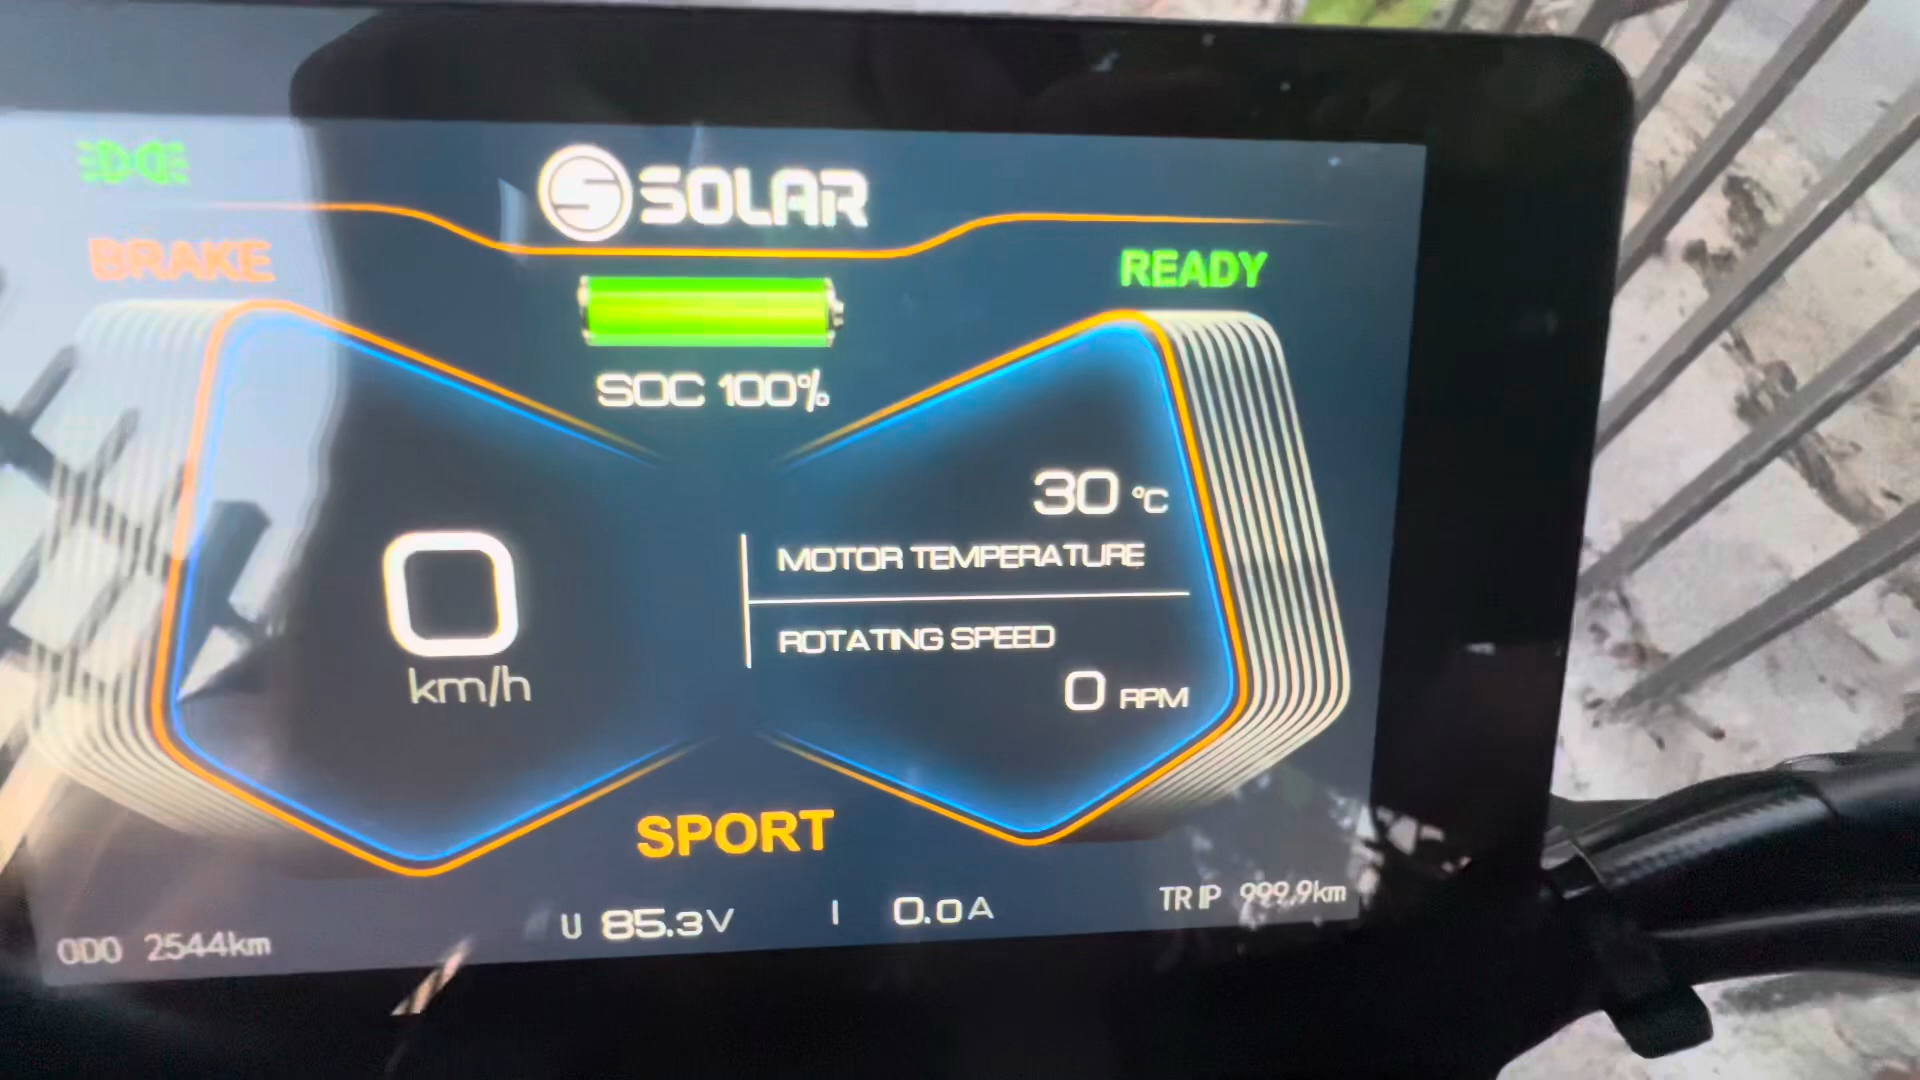 SOLAR
BRAKE
READY
SOC 100%
30 °C
MOTOR TEMPERATURE
0
km/h
ROTATING SPEED
0 RPM
SPORT
ODO 2544km
U 85.3V
I 0.0A
TRIP 999.9km